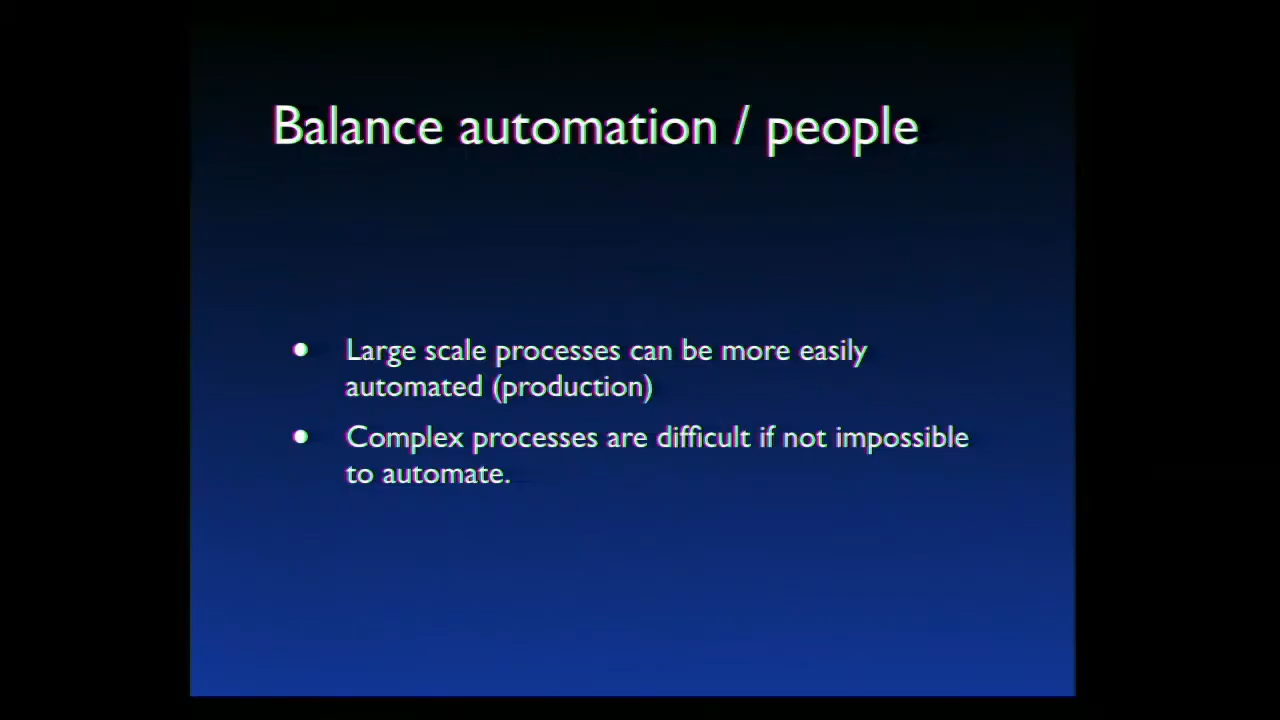 Balance automation / people
• Large scale processes can be more easily
automated (production)
• Complex processes are difficult if not impossible
to automate.